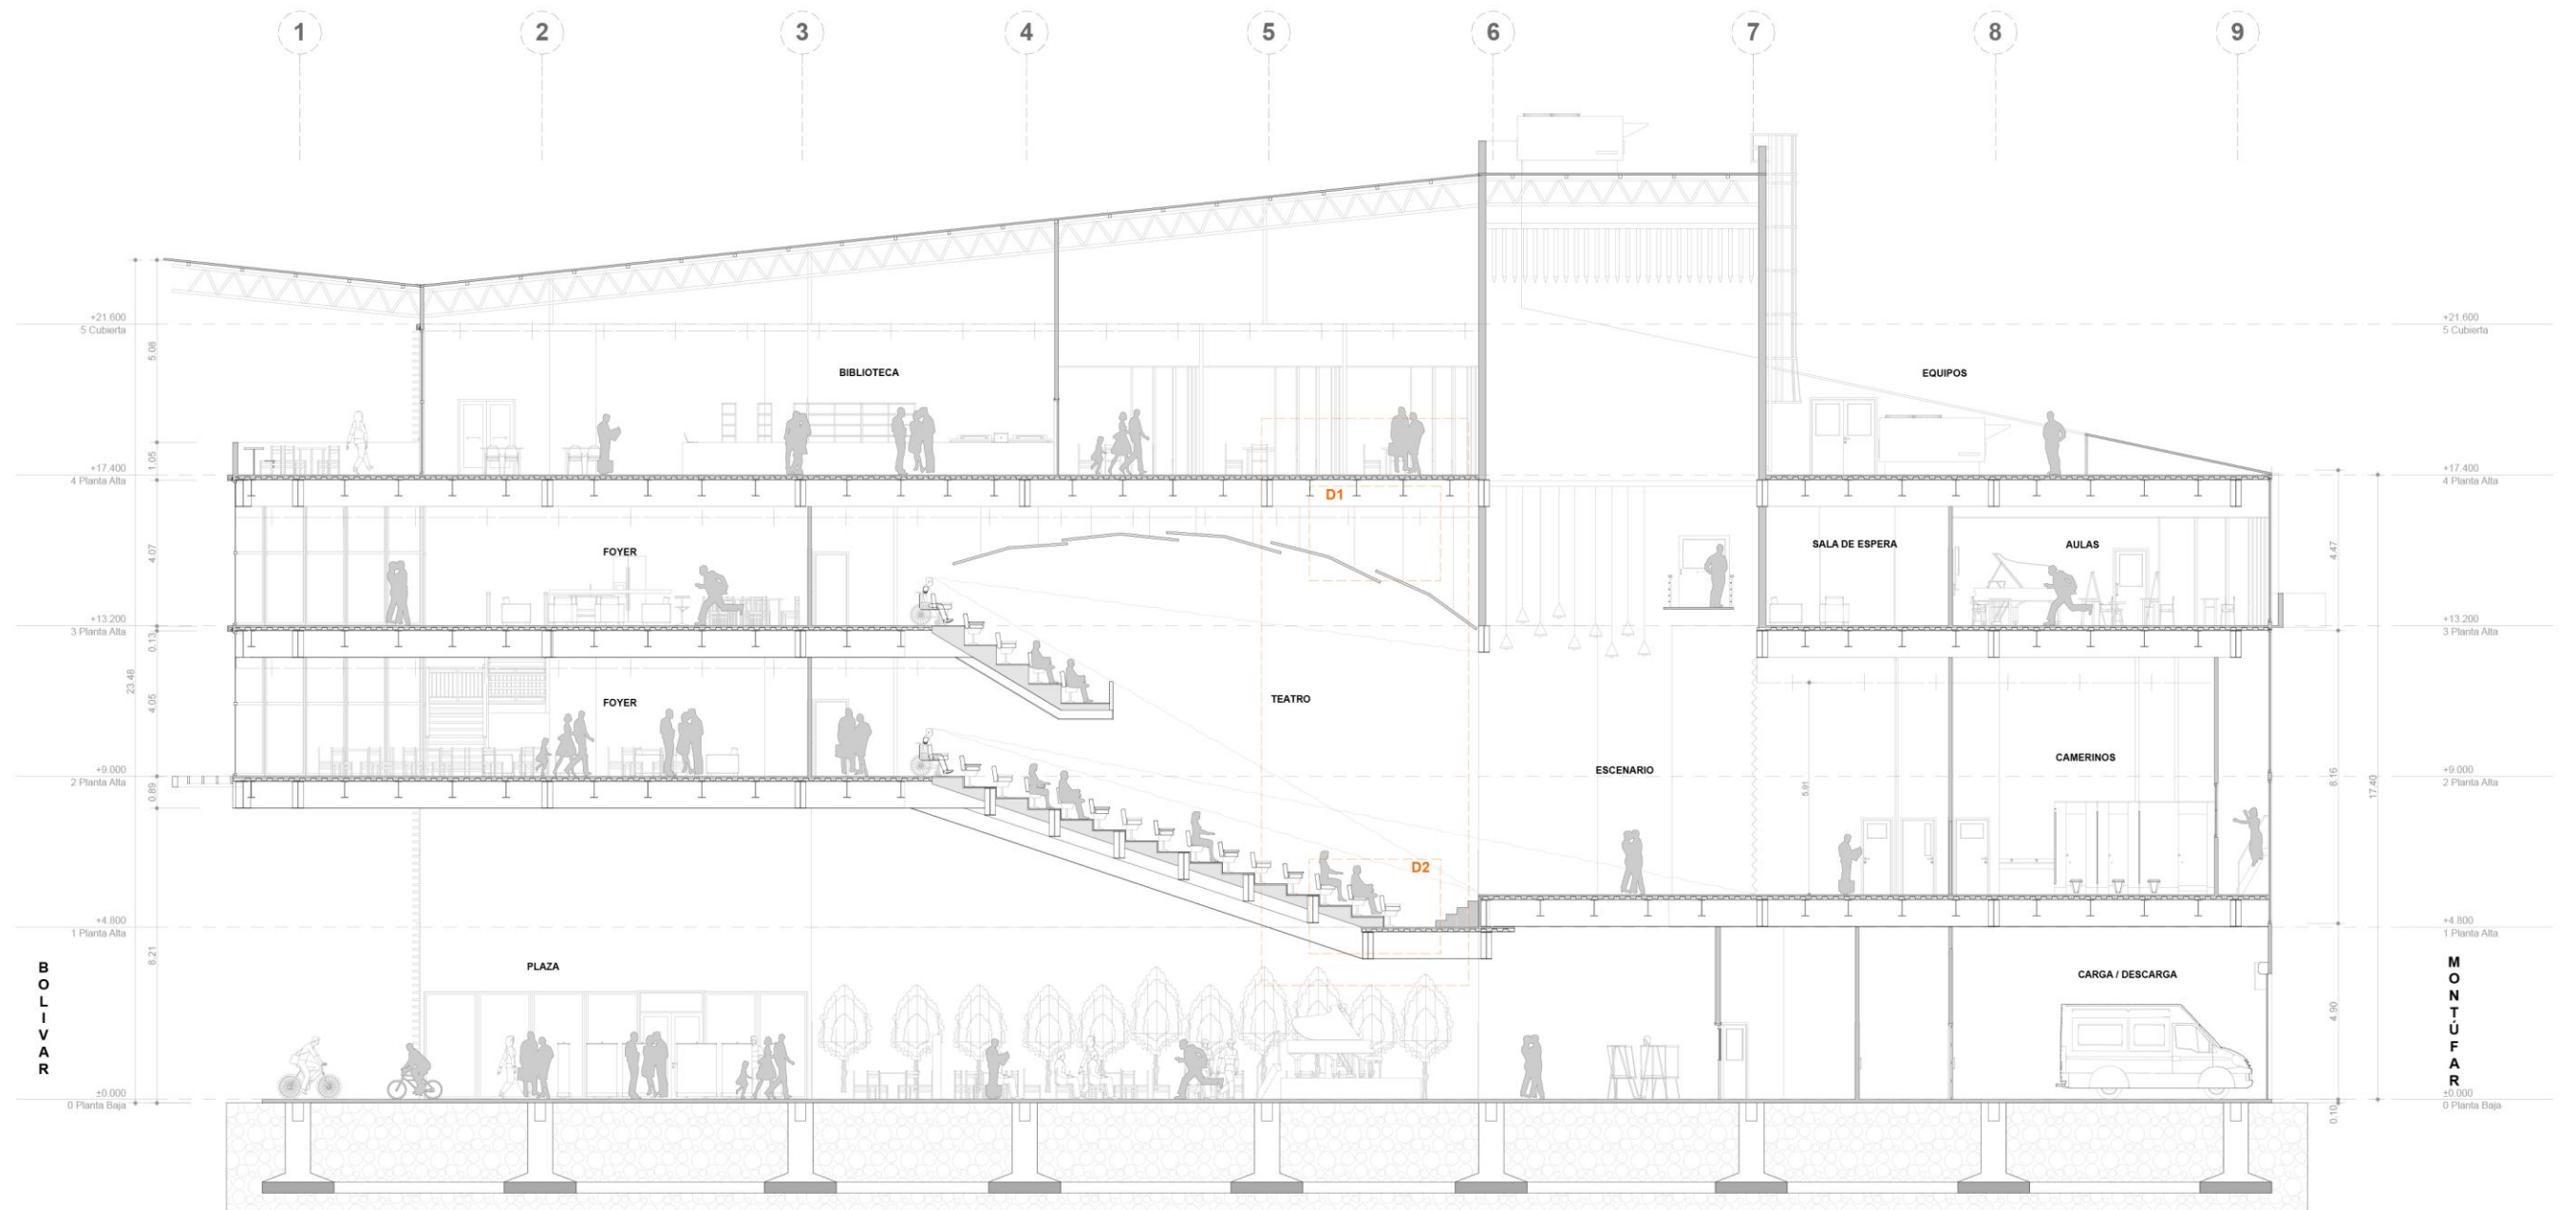 1 2 3 4 5 6 7 8 9
+21.600
5 Cubierta
+21.600
5 Cubierta
5.08
BIBLIOTECA
EQUIPOS
1.05
+17.400
4 Planta Alta
+17.400
4 Planta Alta
D1
FOYER
SALA DE ESPERA
AULAS
4.07
4.47
+13.200
3 Planta Alta
+13.200
3 Planta Alta
0.13
23.48
4.05
FOYER
TEATRO
ESCENARIO
CAMERINOS
5.91
+9.000
2 Planta Alta
+9.000
2 Planta Alta
0.89
8.16
17.40
D2
+4.800
1 Planta Alta
+4.800
1 Planta Alta
8.21
BOLIVAR
PLAZA
CARGA / DESCARGA
MONTÚFAR
4.90
±0.000
0 Planta Baja
±0.000
0 Planta Baja
0.10